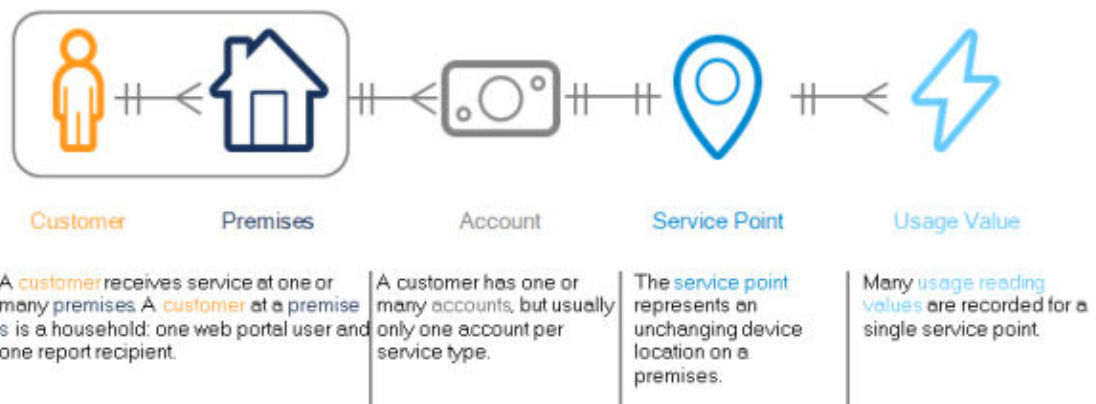 Customer
Premises
Account
Service Point
Usage Value
A customer receives service at one or
many premises. A customer at a premise
s is a household: one web portal user and
one report recipient.
A customer has one or
many accounts, but usually
only one account per
service type.
The service point
represents an
unchanging device
location on a
premises.
Many usage reading
values are recorded for a
single service point.